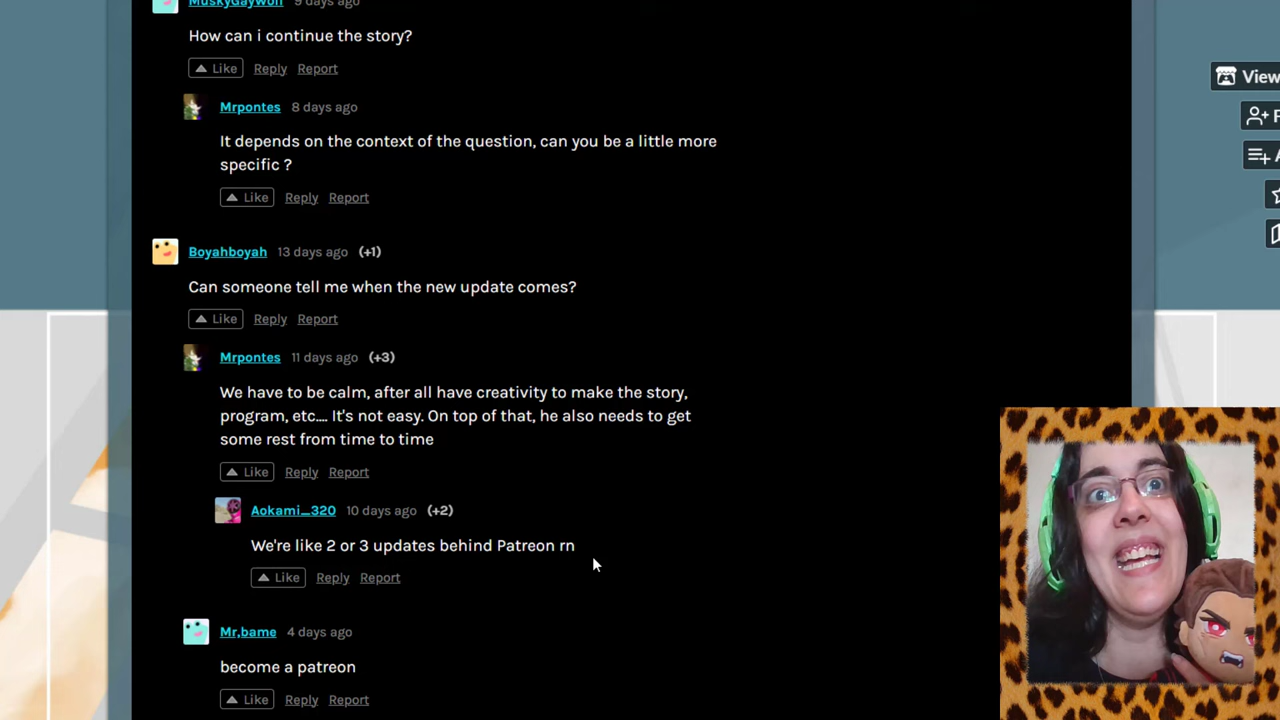 MuskyGayWolf 9 days ago
How can i continue the story?
Like Reply Report
Mrpontes 8 days ago
It depends on the context of the question, can you be a little more
specific ?
Like Reply Report
Boyahboyah 13 days ago (+1)
Can someone tell me when the new update comes?
Like Reply Report
Mrpontes 11 days ago (+3)
We have to be calm, after all have creativity to make the story,
program, etc.... It's not easy. On top of that, he also needs to get
some rest from time to time
Like Reply Report
Aokami_320 10 days ago (+2)
We're like 2 or 3 updates behind Patreon rn
Like Reply Report
Mr,bame 4 days ago
become a patreon
Like Reply Report
View
F
A